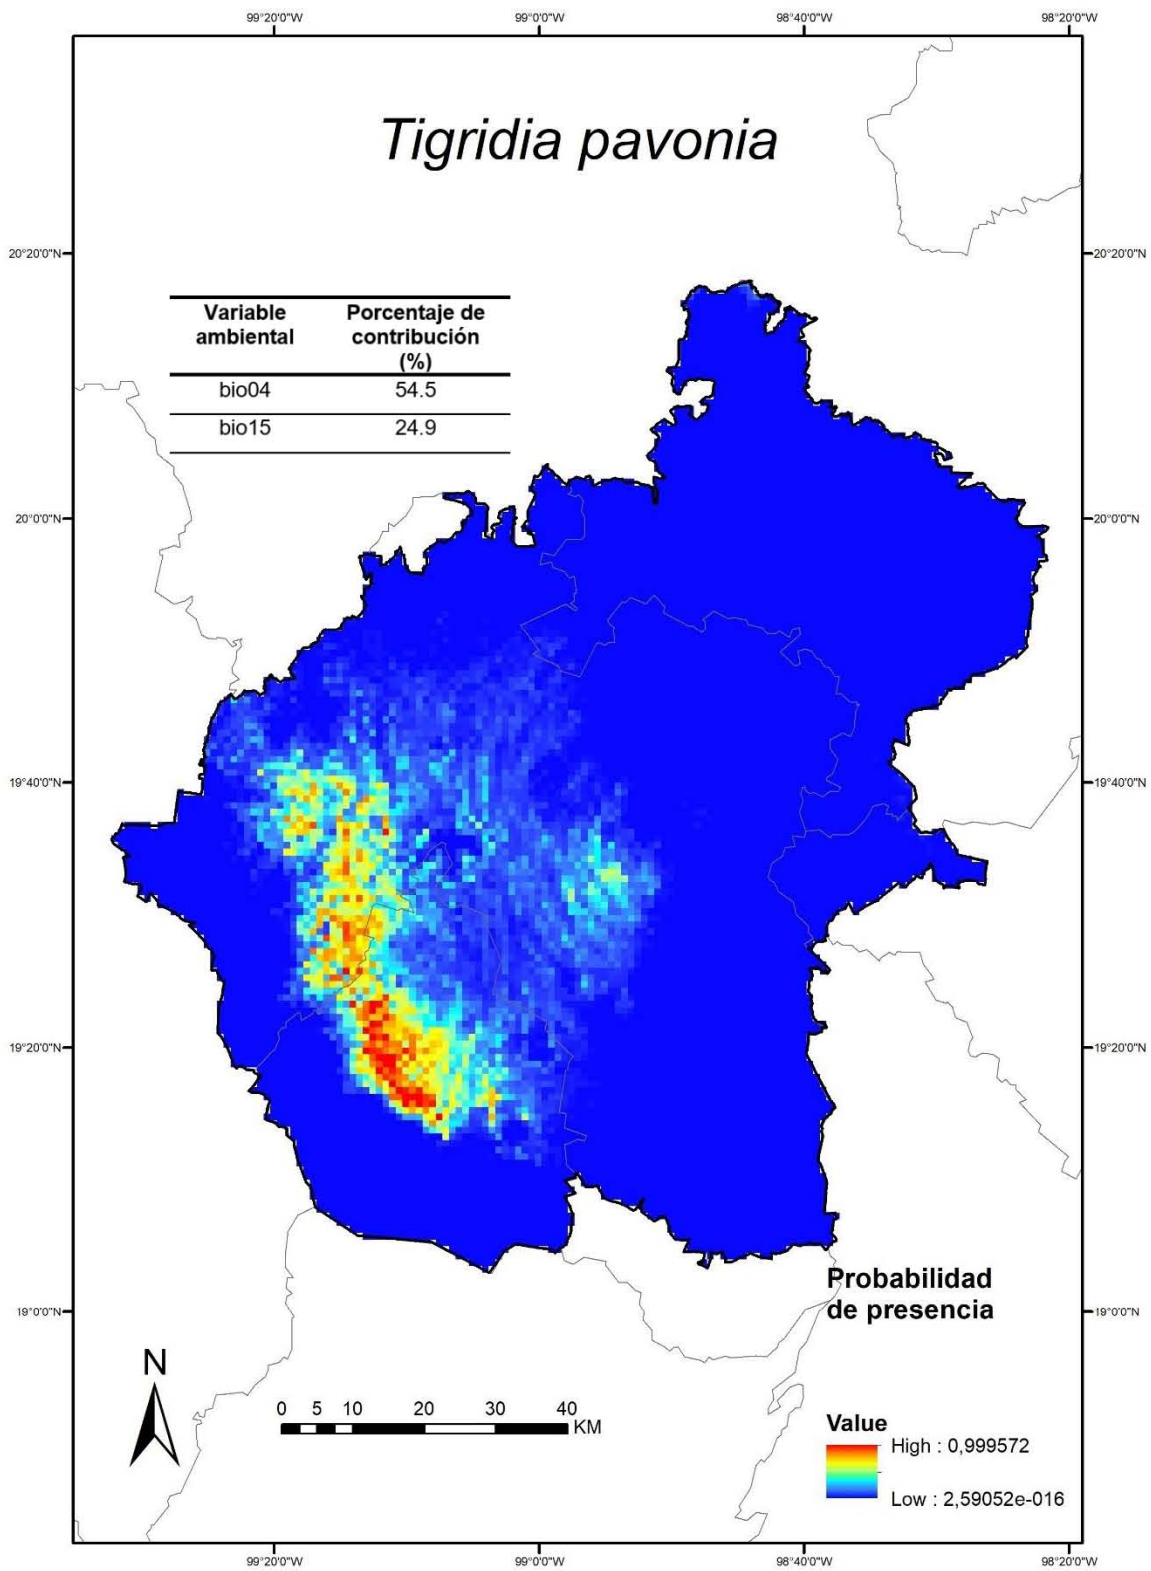 99°20'0"W 99°0'0"W 98°40'0"W 98°20'0"W
Tigridia pavonia
20°20'0"N 20°20'0"N
Variable ambiental Porcentaje de contribución (%)
bio04 54.5
bio15 24.9
20°0'0"N 20°0'0"N
19°40'0"N 19°40'0"N
19°20'0"N 19°20'0"N
Probabilidad
de presencia
19°0'0"N 19°0'0"N
N
0 5 10 20 30 40
KM
Value
High : 0,999572
Low : 2,59052e-016
99°20'0"W 99°0'0"W 98°40'0"W 98°20'0"W